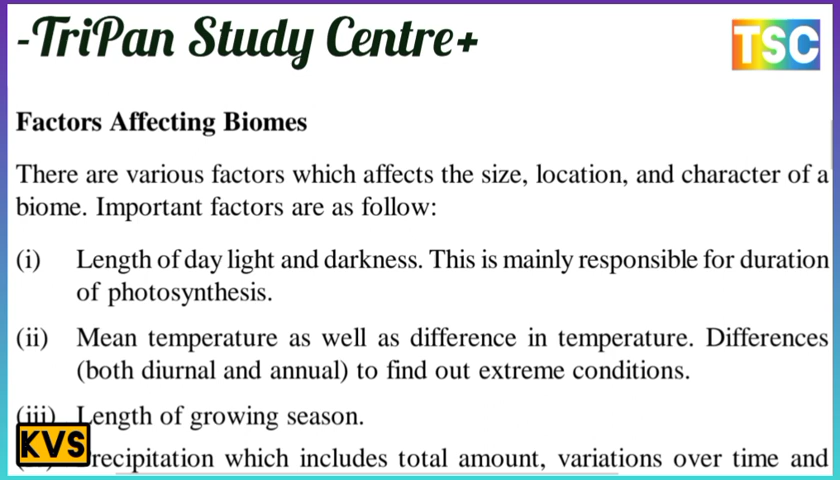 -TriPan Study Centre+
TSC
Factors Affecting Biomes
There are various factors which affects the size, location, and character of a
biome. Important factors are as follow:
(i) Length of day light and darkness. This is mainly responsible for duration
of photosynthesis.
(ii) Mean temperature as well as difference in temperature. Differences
(both diurnal and annual) to find out extreme conditions.
(iii) Length of growing season.
KVS
recipitation which includes total amount, variations over time and